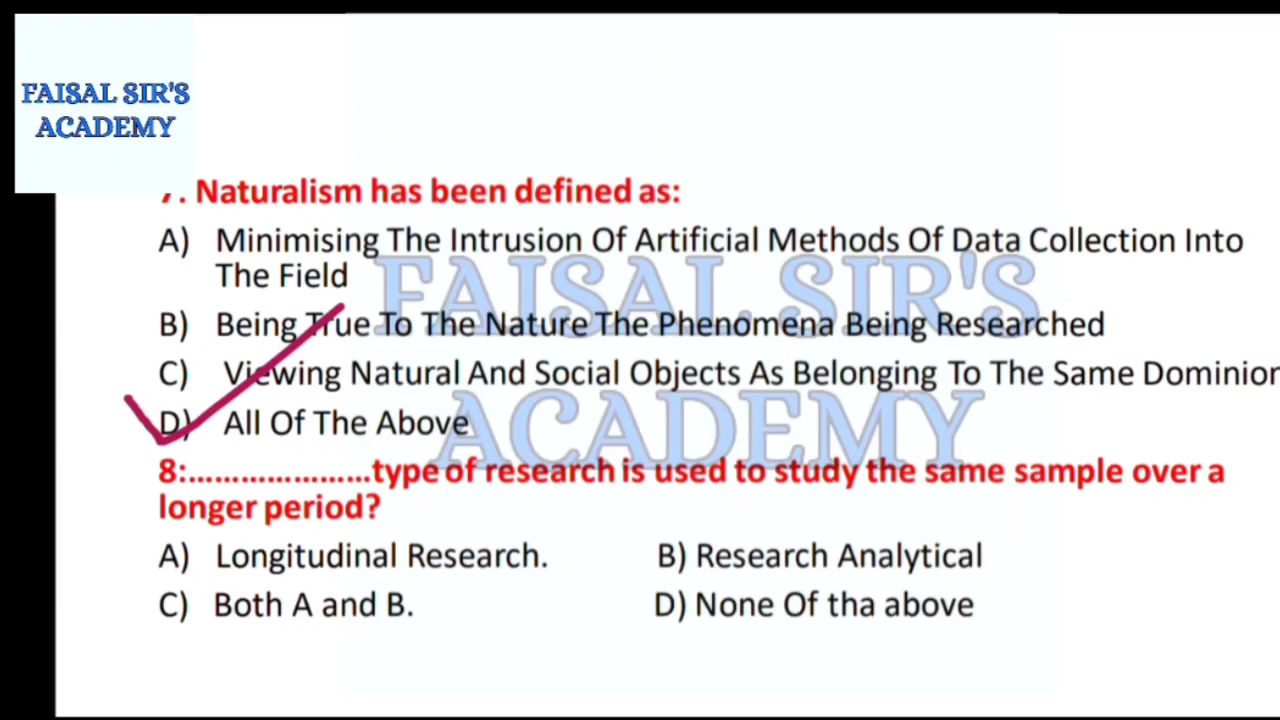 FAISAL SIR'S
ACADEMY
7. Naturalism has been defined as:
A) Minimising The Intrusion Of Artificial Methods Of Data Collection Into
The Field
B) Being True To The Nature The Phenomena Being Researched
C) Viewing Natural And Social Objects As Belonging To The Same Dominion
D) All Of The Above
8:.....................type of research is used to study the same sample over a
longer period?
A) Longitudinal Research. B) Research Analytical
C) Both A and B. D) None Of tha above
FAISAL SIR'S
ACADEMY